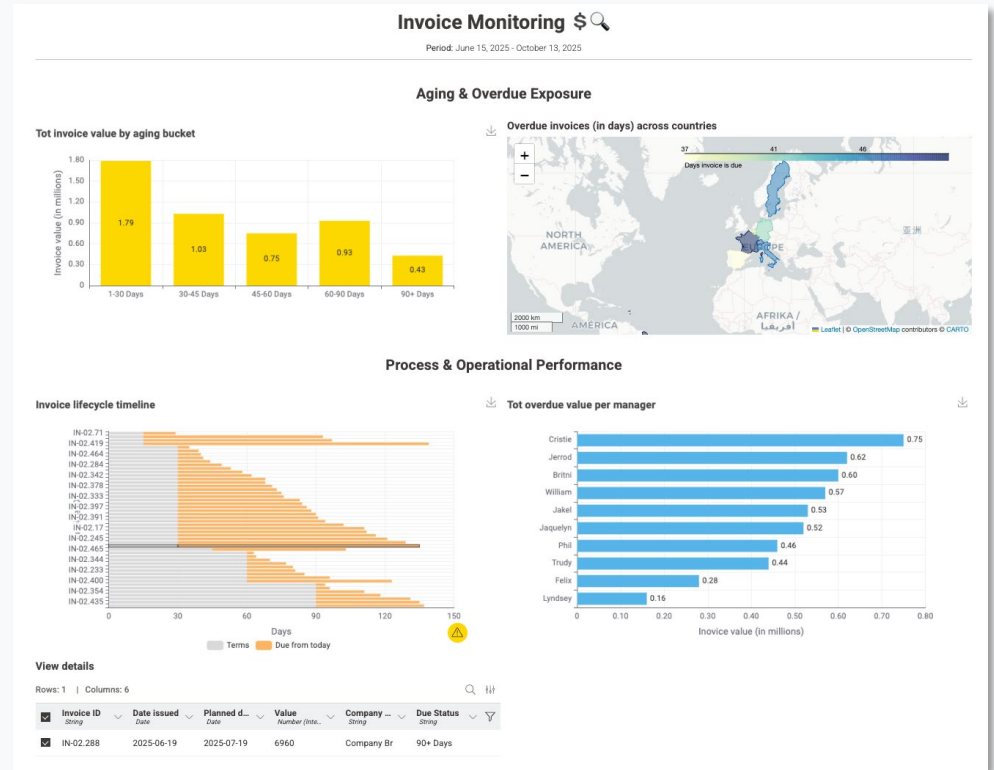 Invoice Monitoring $🔍
Period: June 15, 2025 - October 13, 2025
Aging & Overdue Exposure
Tot invoice value by aging bucket
Invoice value (in millions)
1.80
1.50
1.20
0.90
0.60
0.30
0
1.79
1.03
0.75
0.93
0.43
1-30 Days
30-45 Days
45-60 Days
60-90 Days
90+ Days
Overdue invoices (in days) across countries
+
−
37 41 46
Days invoice is due
NORTH
AMERICA
亚洲
AFRIKA /
أفريقيا
AMERICA
2000 km
1000 mi
Leaflet | © OpenStreetMap contributors © CARTO
Process & Operational Performance
Invoice lifecycle timeline
IN-02.71
IN-02.419
IN-02.464
IN-02.284
IN-02.342
IN-02.378
IN-02.333
IN-02.397
IN-02.391
IN-02.17
IN-02.245
IN-02.465
IN-02.344
IN-02.233
IN-02.400
IN-02.354
IN-02.435
0 30 60 90 120 150
Days
Terms Due from today
Tot overdue value per manager
Cristie 0.75
Jerrod 0.62
Britni 0.60
William 0.57
Jakel 0.53
Jaquelyn 0.52
Phil 0.46
Trudy 0.44
Felix 0.28
Lyndsey 0.16
0 0.10 0.20 0.30 0.40 0.50 0.60 0.70 0.80
Inovice value (in millions)
View details
Rows: 1 | Columns: 6
Invoice ID Date issued Planned d... Value Company ... Due Status
String Date Date Number (Inte... String String
IN-02.288 2025-06-19 2025-07-19 6960 Company Br 90+ Days